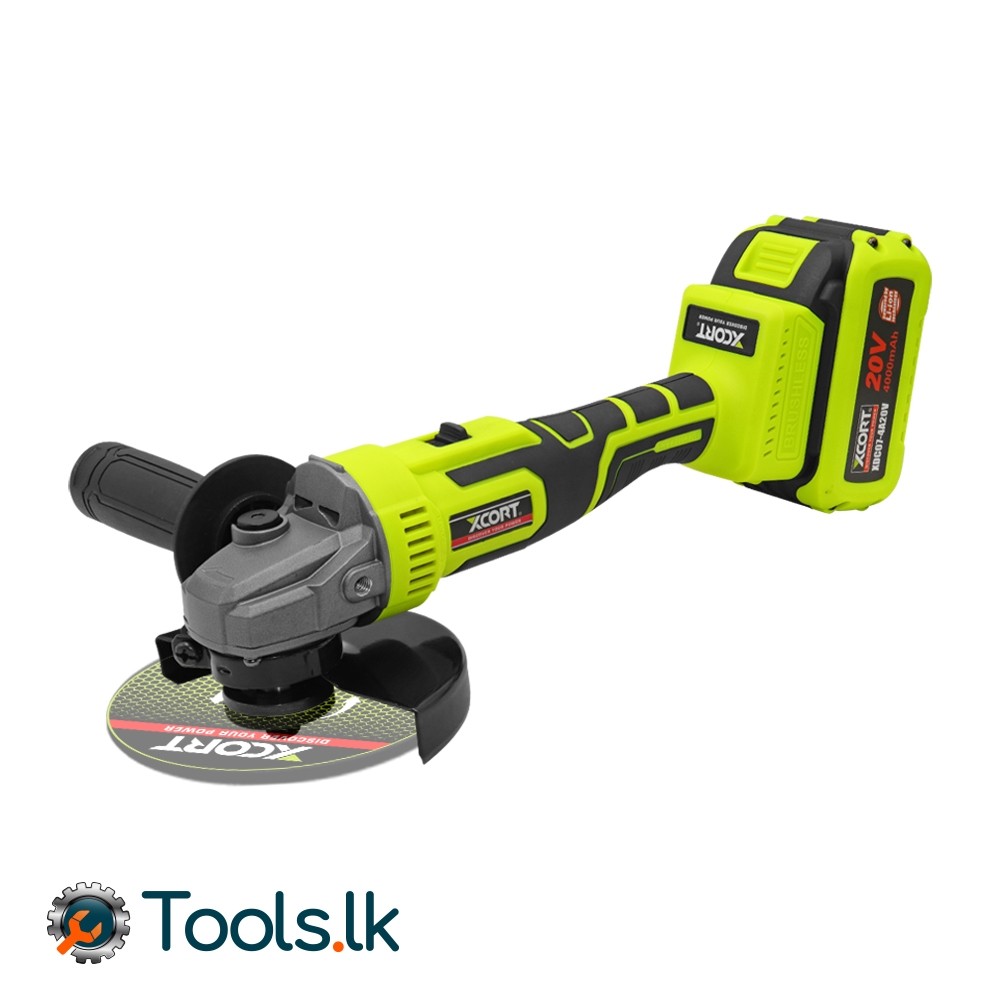 XCORT
DISCOVER YOUR POWER
BRUSHLESS
Li-ion
20V
4000mAh
XCORT
XDC07-4A20V
XCORT
DISCOVER YOUR POWER
XCORT
DISCOVER YOUR POWER
Tools.lk